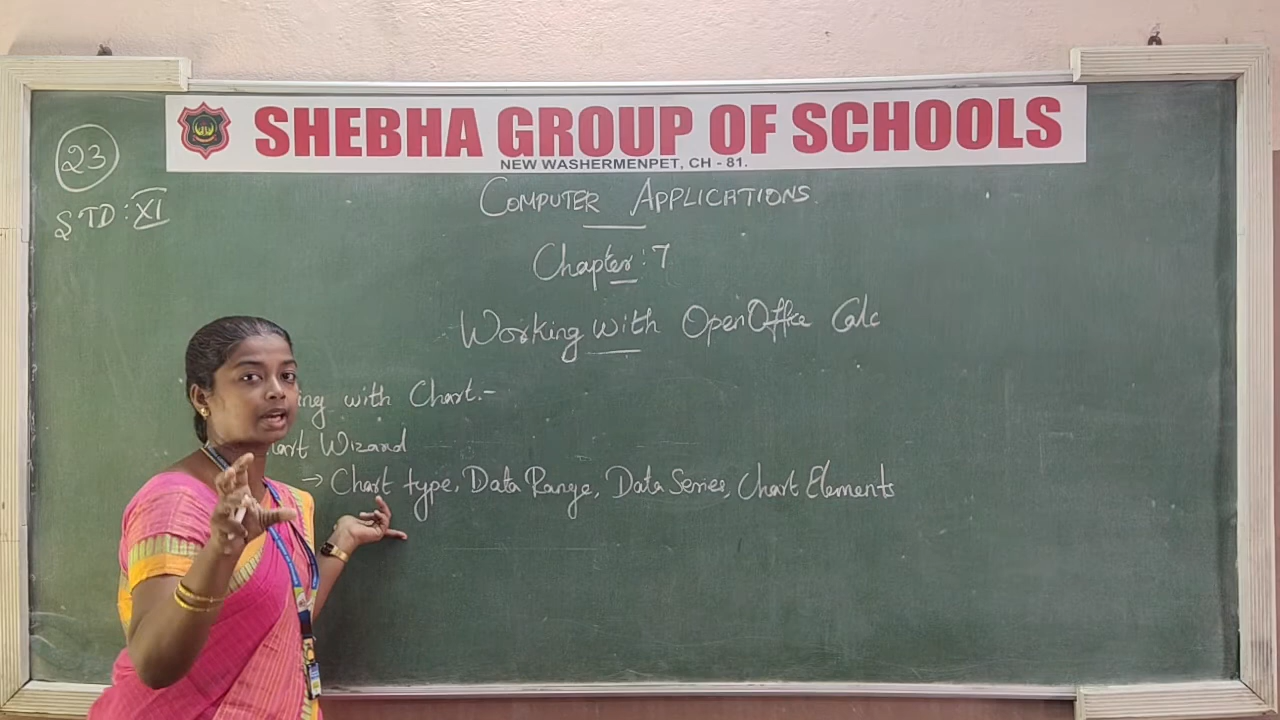 SHEBHA GROUP OF SCHOOLS
NEW WASHERMENPET, CH - 81.
23
STD : XI
COMPUTER APPLICATIONS
Chapter : 7
Working with OpenOffice Calc
ing with Chart.-
art Wizard
→ Chart type, Data Range, Data Series, Chart Elements